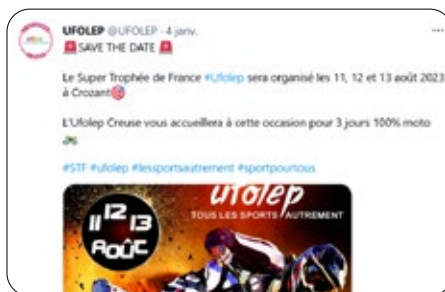 UFOLEP @UFOLEP · 4 janv.
🚨SAVE THE DATE 🚨
Le Super Trophée de France #Ufolep sera organisé les 11, 12 et 13 août 2023
à Crozant🎯
L'Ufolep Creuse vous accueillera à cette occasion pour 3 jours 100% moto
🏍
#STF #ufolep #lessportsautrement #sportpourtous
ufolep
TOUS LES SPORTS AUTREMENT
11 12 13
AOÛT